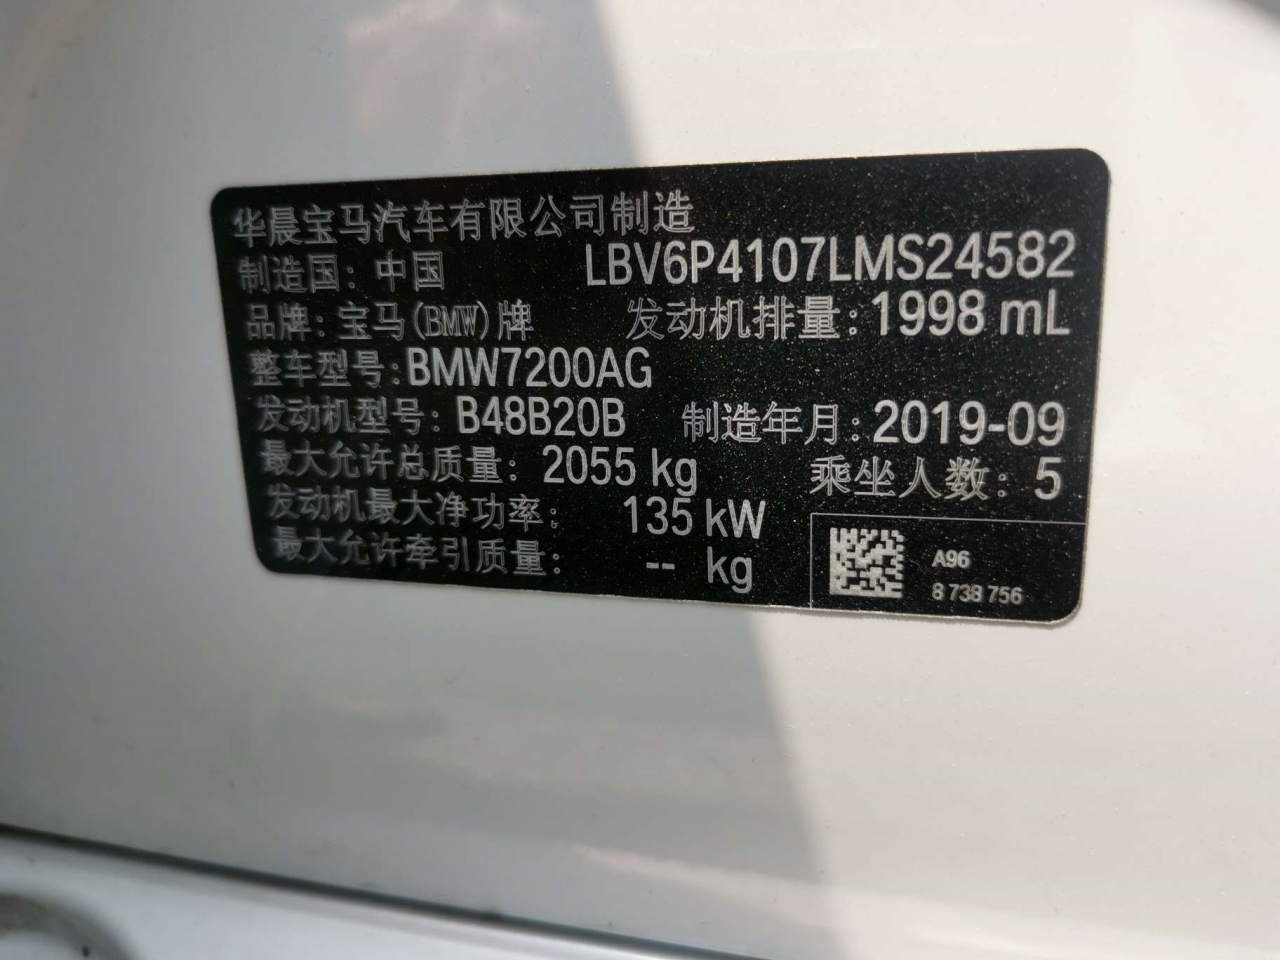 华晨宝马汽车有限公司制造
制造国：中国 LBV6P4107LMS24582
品牌：宝马(BMW)牌 发动机排量：1998 mL
整车型号：BMW7200AG
发动机型号：B48B20B 制造年月：2019-09
最大允许总质量：2055 kg 乘坐人数：5
发动机最大净功率：135 kW
最大允许牵引质量：-- kg
A96
8 738 756